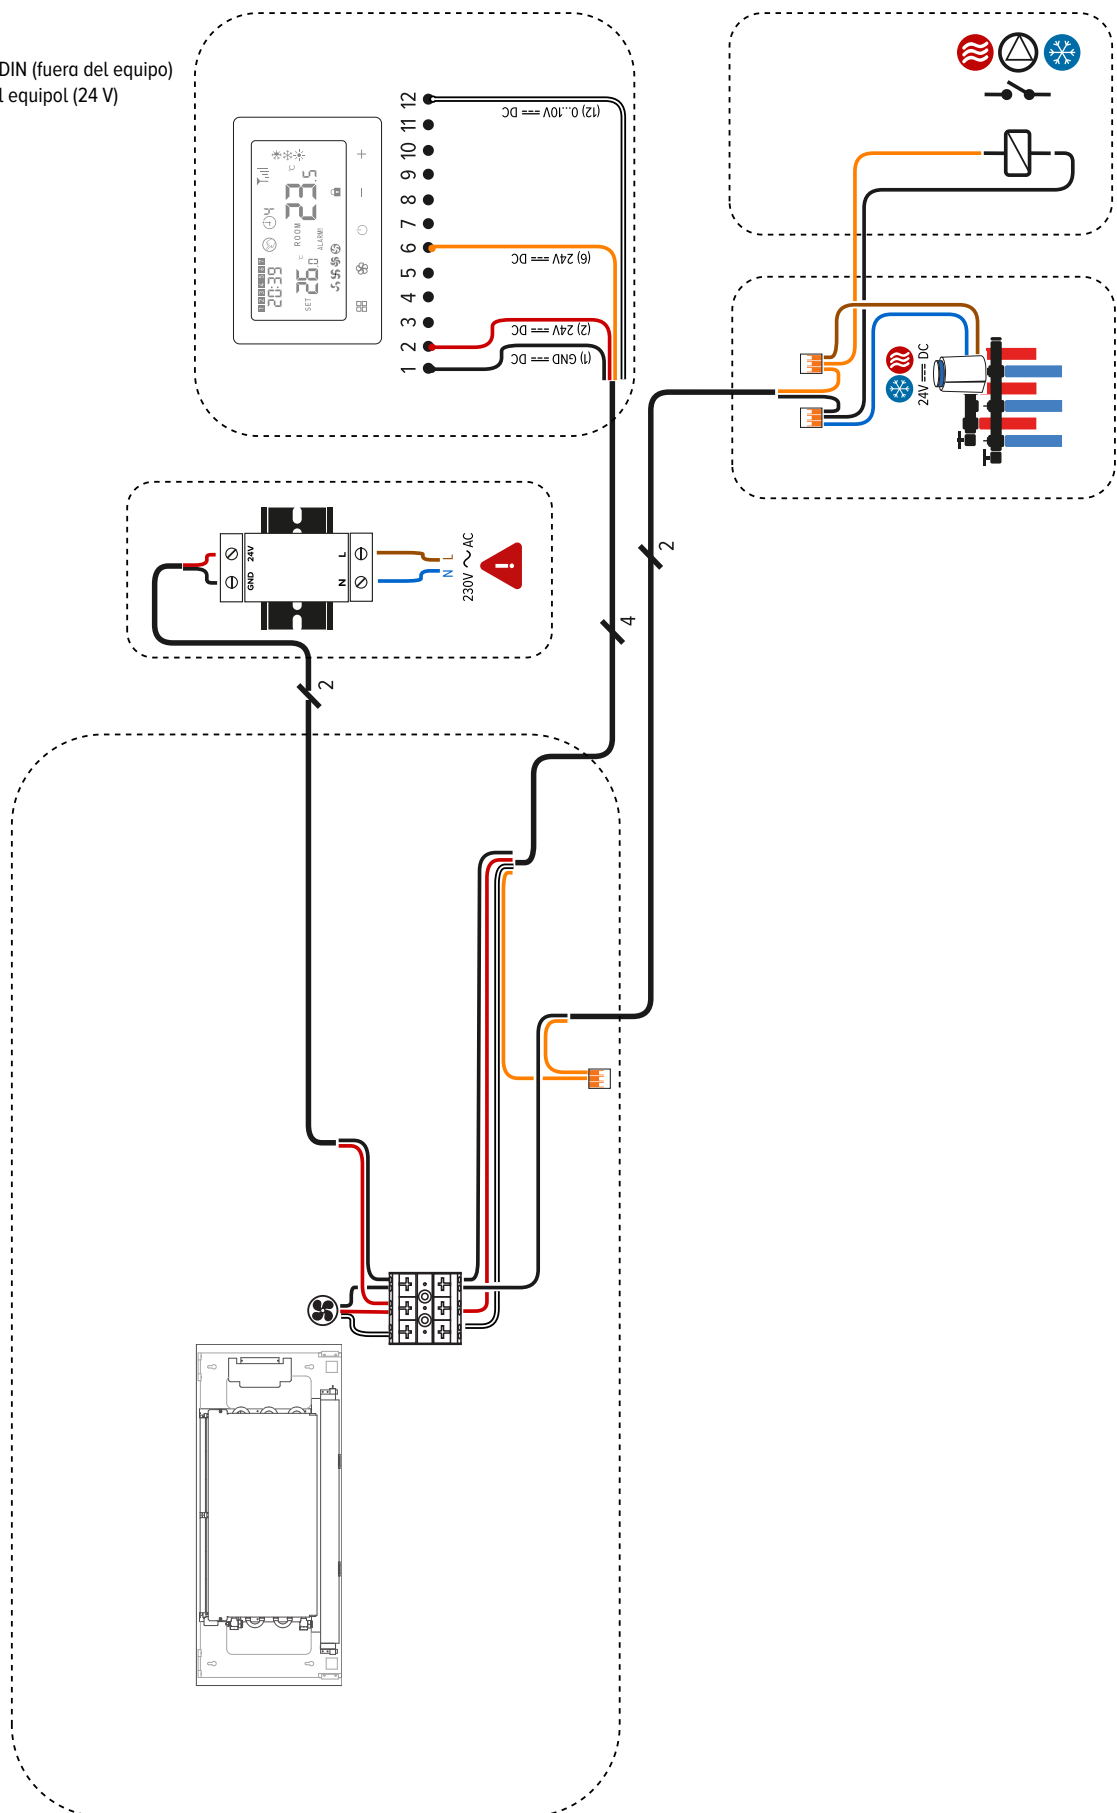 DIN (fuera del equipo)
l equipol (24 V)
12
11
10
9
8
7
6
5
4
3
2
1
(12) 0...10V DC
(6) 24V DC
(2) 24V DC
(1) GND DC
20:39
4
SET 26.0 °C
ROOM 23.5 °C
ALARM!
+
−
GND 24V
N L
N L
230V ~ AC
2
4
2
24V DC